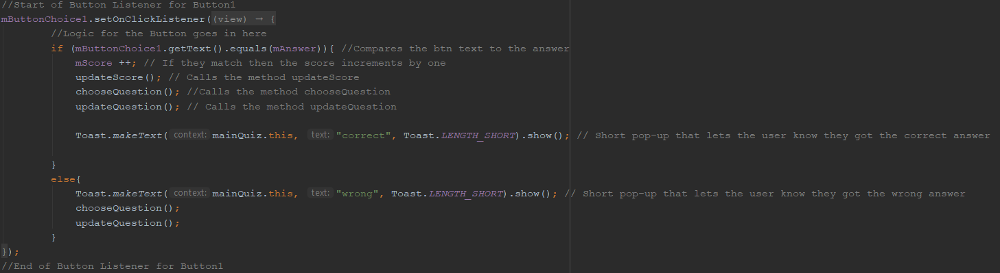 //Start of Button Listener for Button1
mButtonChoice1.setOnClickListener((view) → {
//Logic for the Button goes in here
if (mButtonChoice1.getText().equals(mAnswer)){ //Compares the btn text to the answer
mScore ++; // If they match then the score increments by one
updateScore(); // Calls the method updateScore
chooseQuestion(); //Calls the method chooseQuestion
updateQuestion(); // Calls the method updateQuestion
Toast.makeText( context: mainQuiz.this, text: "correct", Toast.LENGTH_SHORT).show(); // Short pop-up that lets the user know they got the correct answer
}
else{
Toast.makeText( context: mainQuiz.this, text: "wrong", Toast.LENGTH_SHORT).show(); // Short pop-up that lets the user know they got the wrong answer
chooseQuestion();
updateQuestion();
}
});
//End of Button Listener for Button1